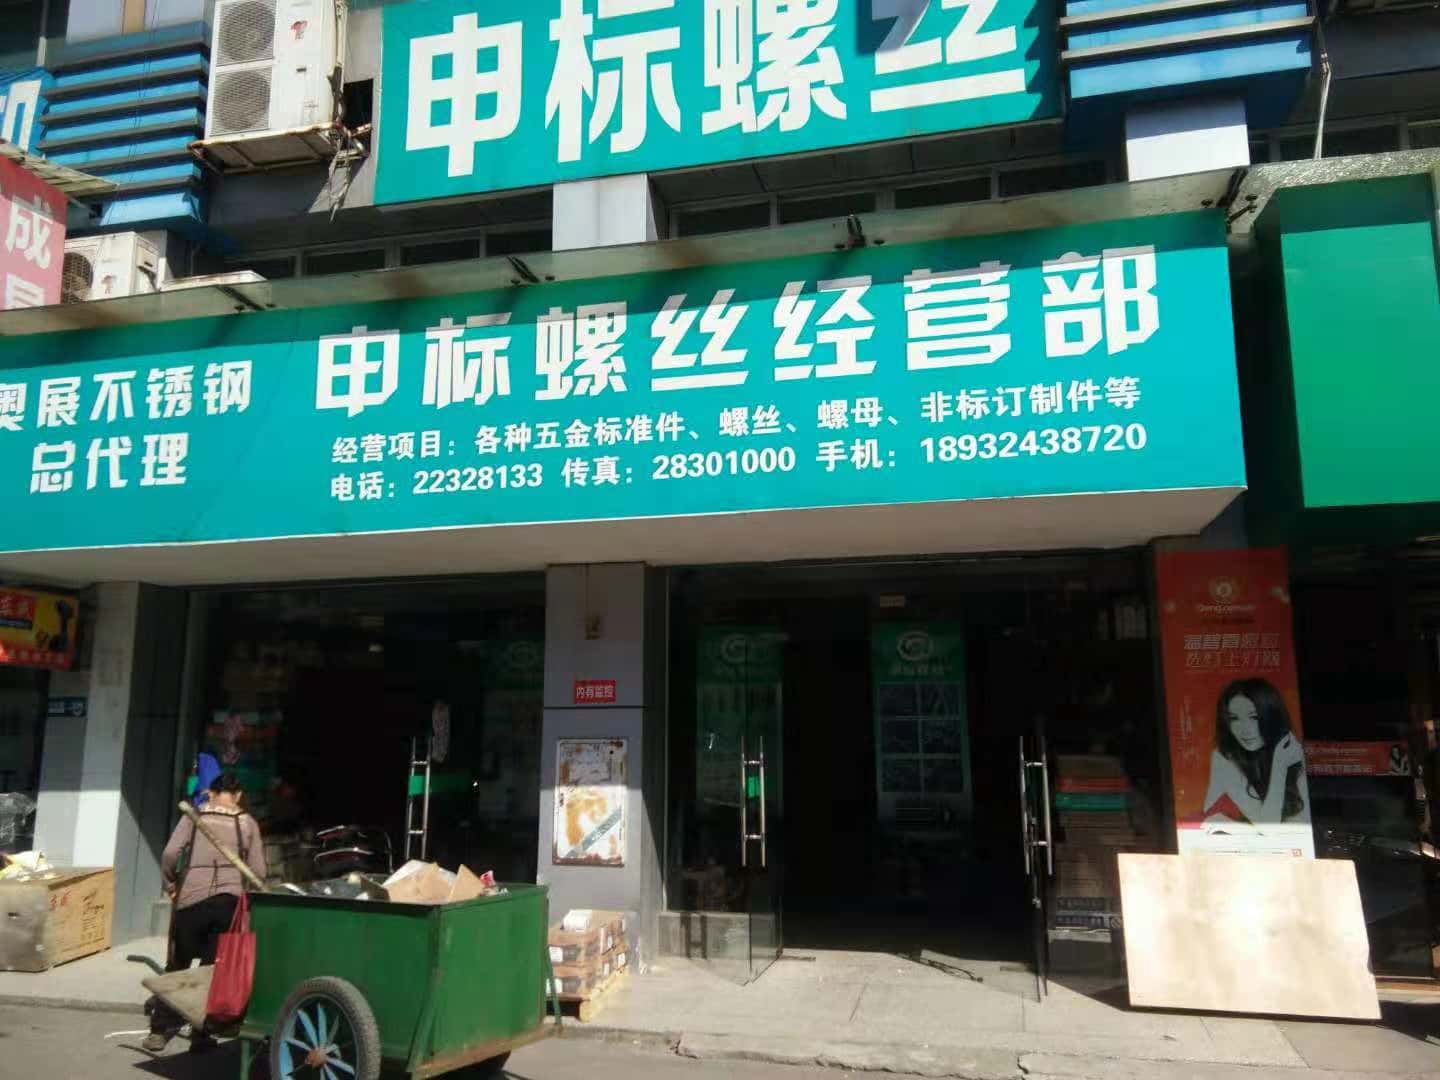 申标螺丝
成
申标螺丝经营部
奥展不锈钢
总代理
经营项目：各种五金标准件、螺丝、螺母、非标订制件等
电话：22328133 传真：28301000 手机：18932438720
内有监控